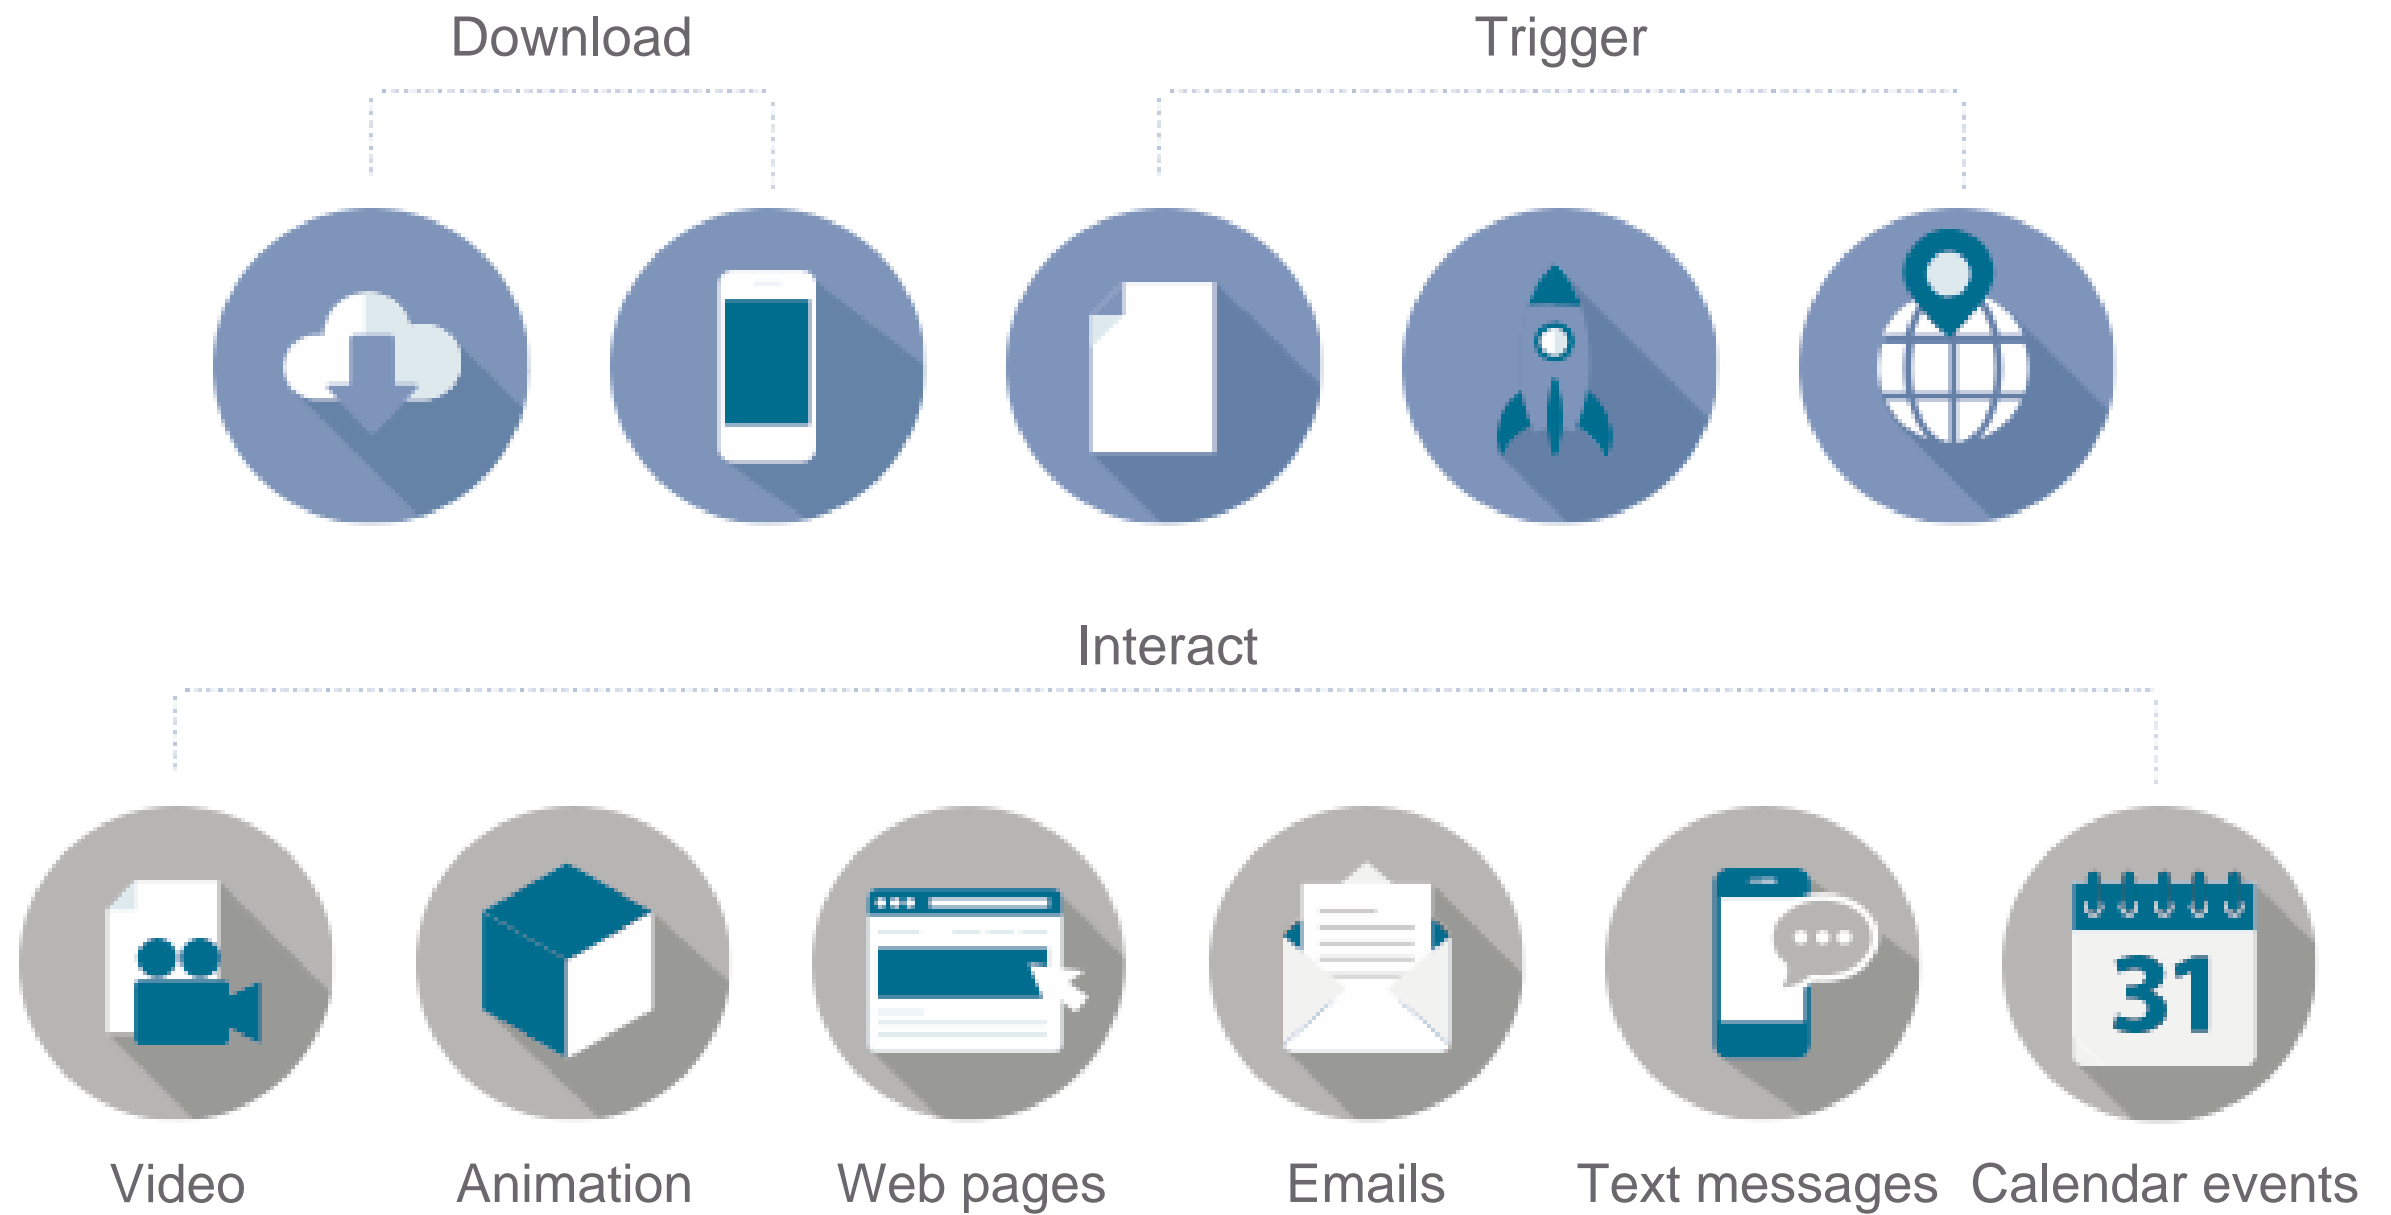 Download
Trigger
Interact
31
Video
Animation
Web pages
Emails
Text messages
Calendar events